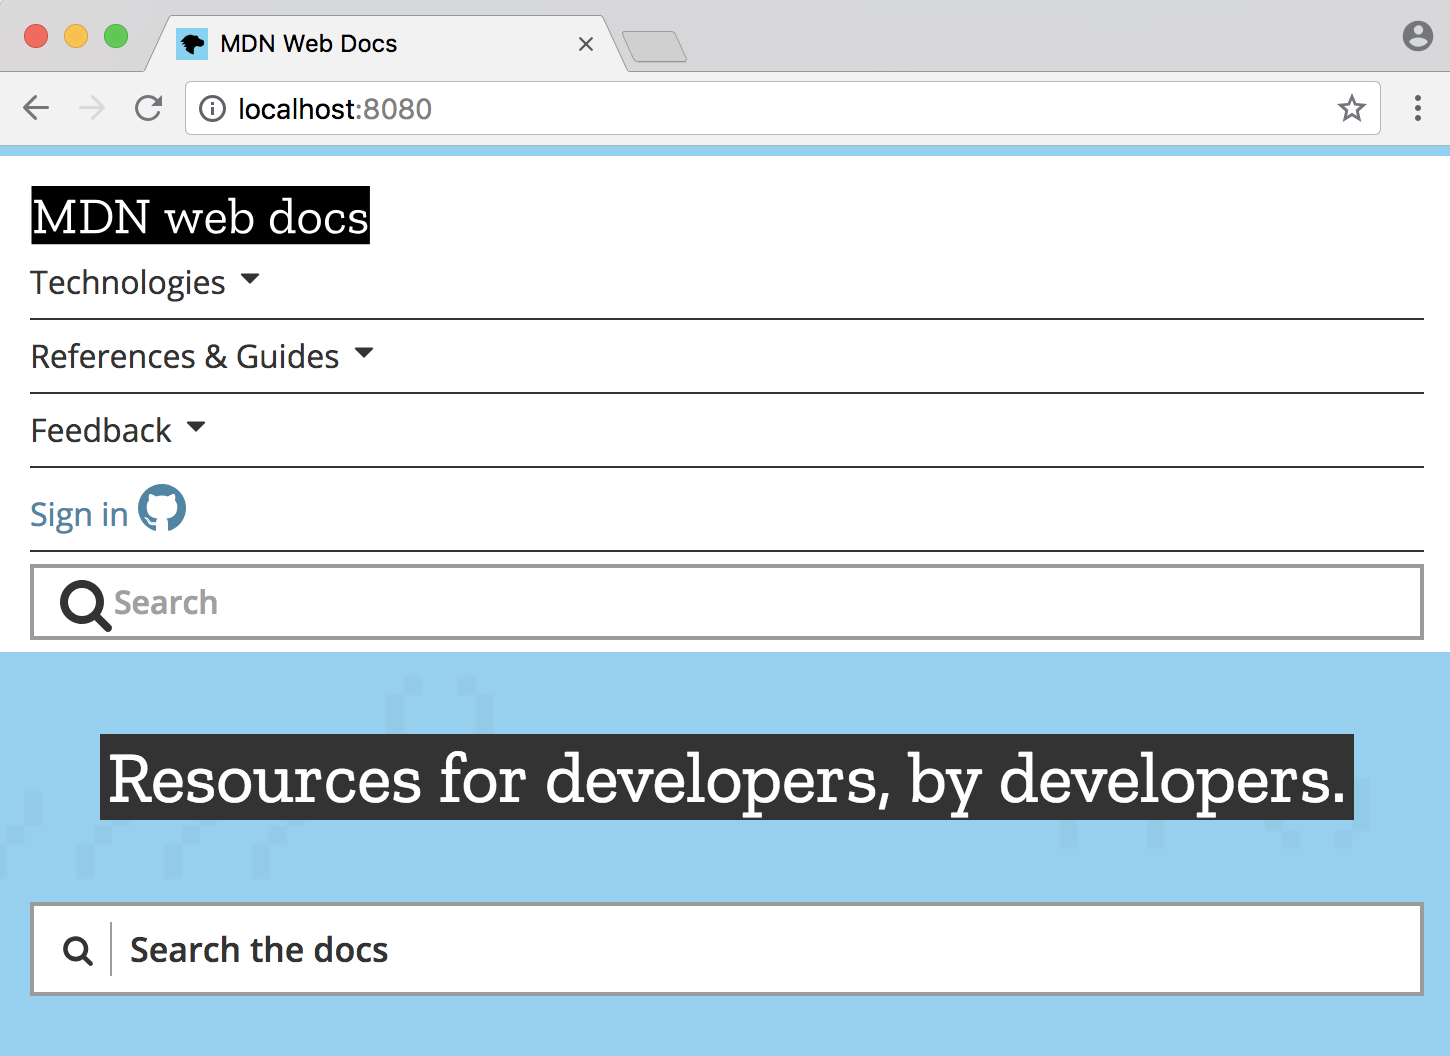 MDN Web Docs
localhost:8080
MDN web docs
Technologies
References & Guides
Feedback
Sign in
Search
Resources for developers, by developers.
Search the docs